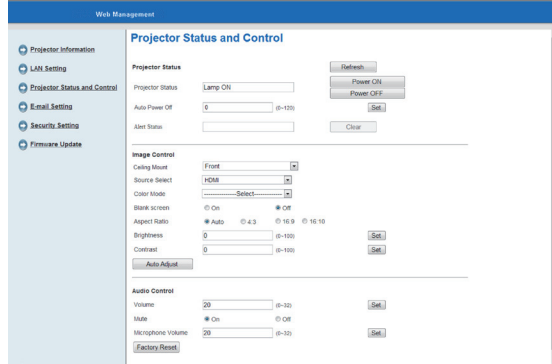 Web Management
Projector Information
LAN Setting
Projector Status and Control
E-mail Setting
Security Setting
Firmware Update
Projector Status and Control
Projector Status
Refresh
Projector Status Lamp ON Power ON
Power OFF
Auto Power Off 0 (0~120) Set
Alert Status Clear
Image Control
Ceiling Mount Front
Source Select HDMI
Color Mode --------------Select--------------
Blank screen On Off
Aspect Ratio Auto 4:3 16:9 16:10
Brightness 0 (0~100) Set
Contrast 0 (0~100) Set
Auto Adjust
Audio Control
Volume 20 (0~32) Set
Mute On Off
Microphone Volume 20 (0~32) Set
Factory Reset